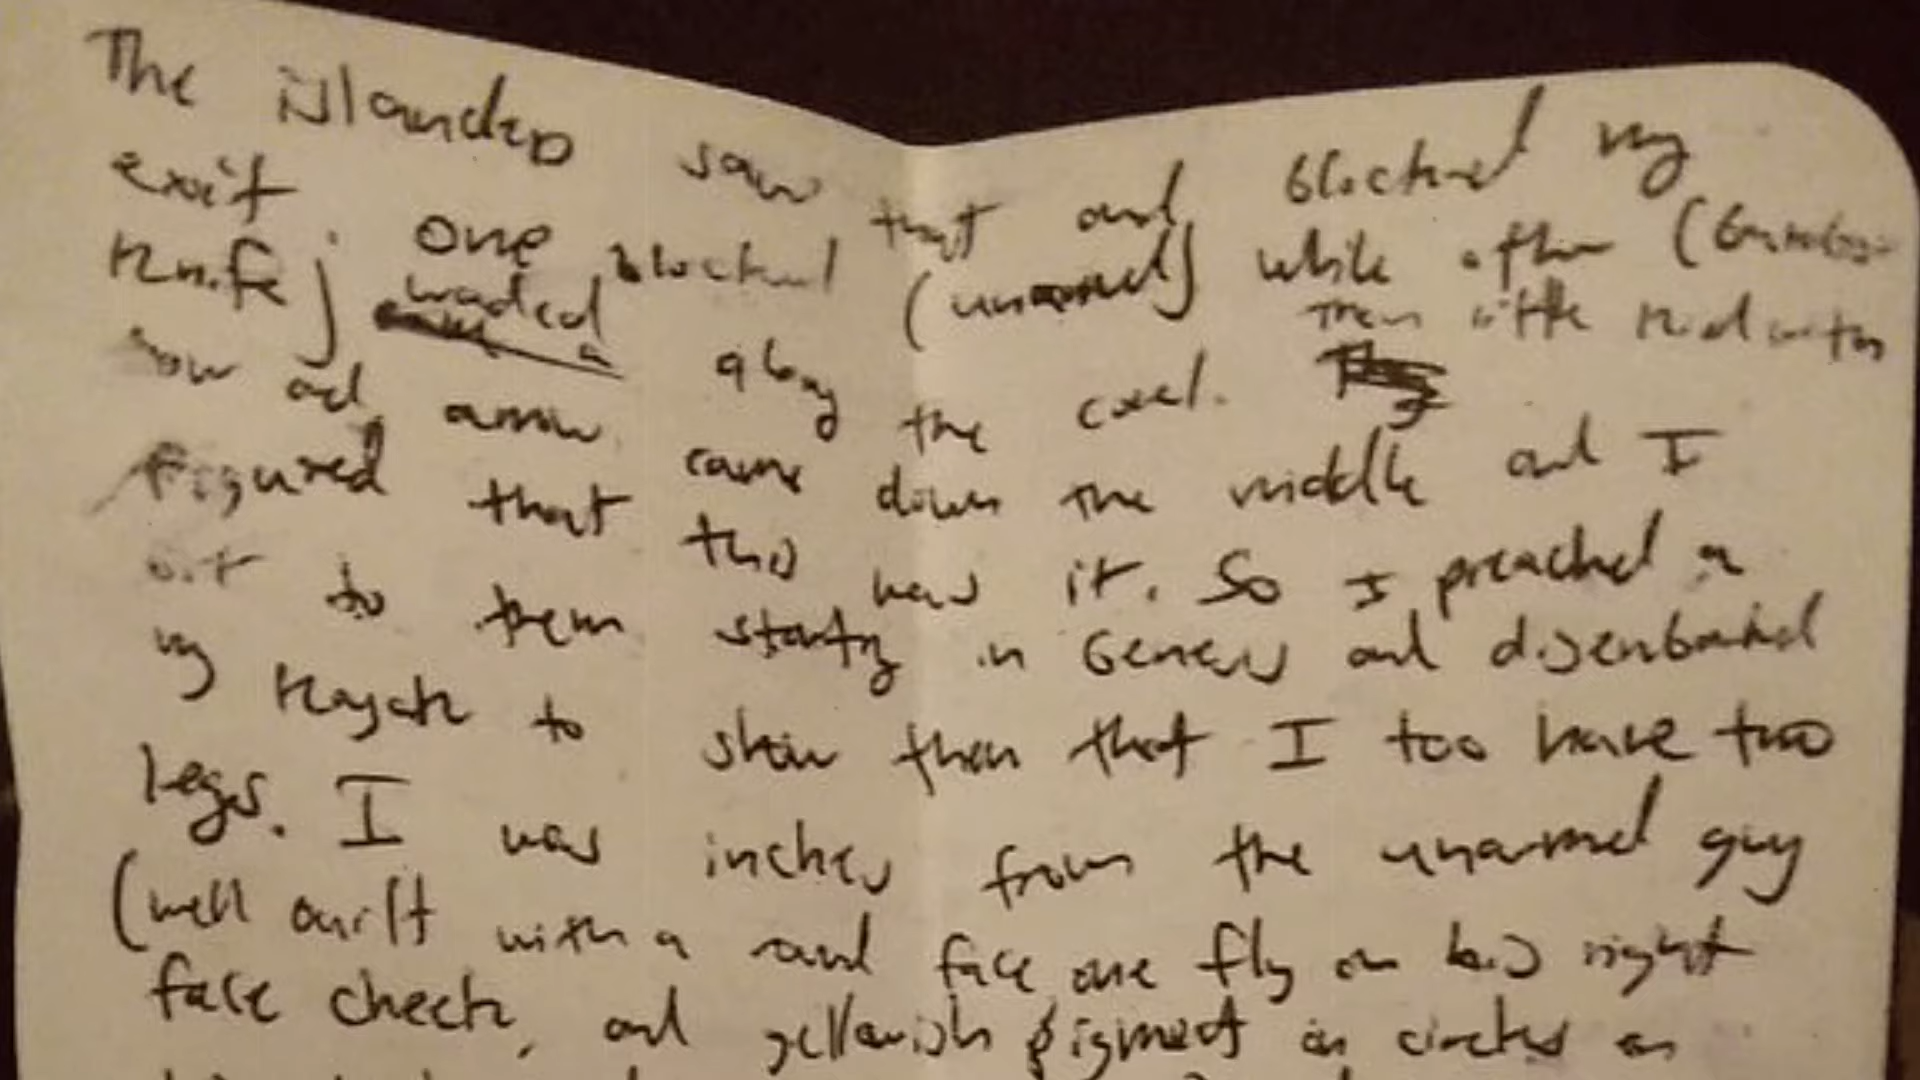 The islanders saw that and blocked my
exit one blocked (unarmed) while other (bamboo
knife) waded along the coral. Then little kid with
bow and arrow came down the middle and I
figured that this was it. So I preached a
bit to them starting in Genesis and disembarked
my kayak to show them that I too have two
legs. I was inches from the unarmed guy
(well built with a round face one fly on his right
face cheek, and yellowish pigment in circles on